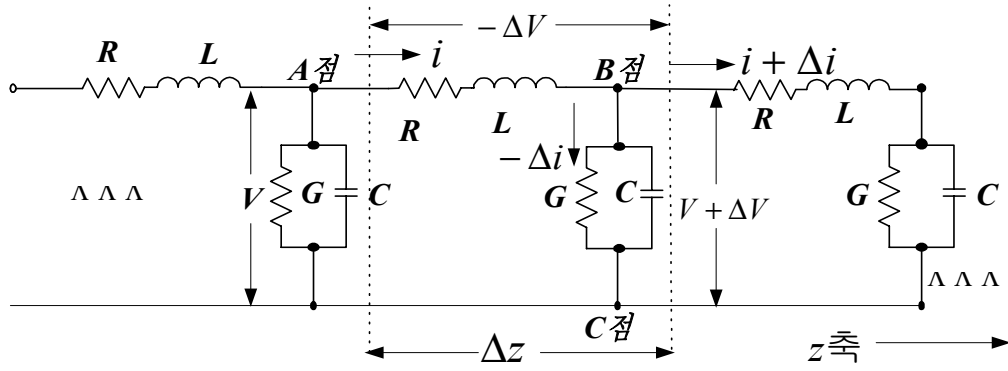 − ΔV
R L A점 i B점 i + Δi
R L R L
− Δi
Λ Λ Λ V G C G C V + ΔV G C
Λ Λ Λ
C점
Δz z축